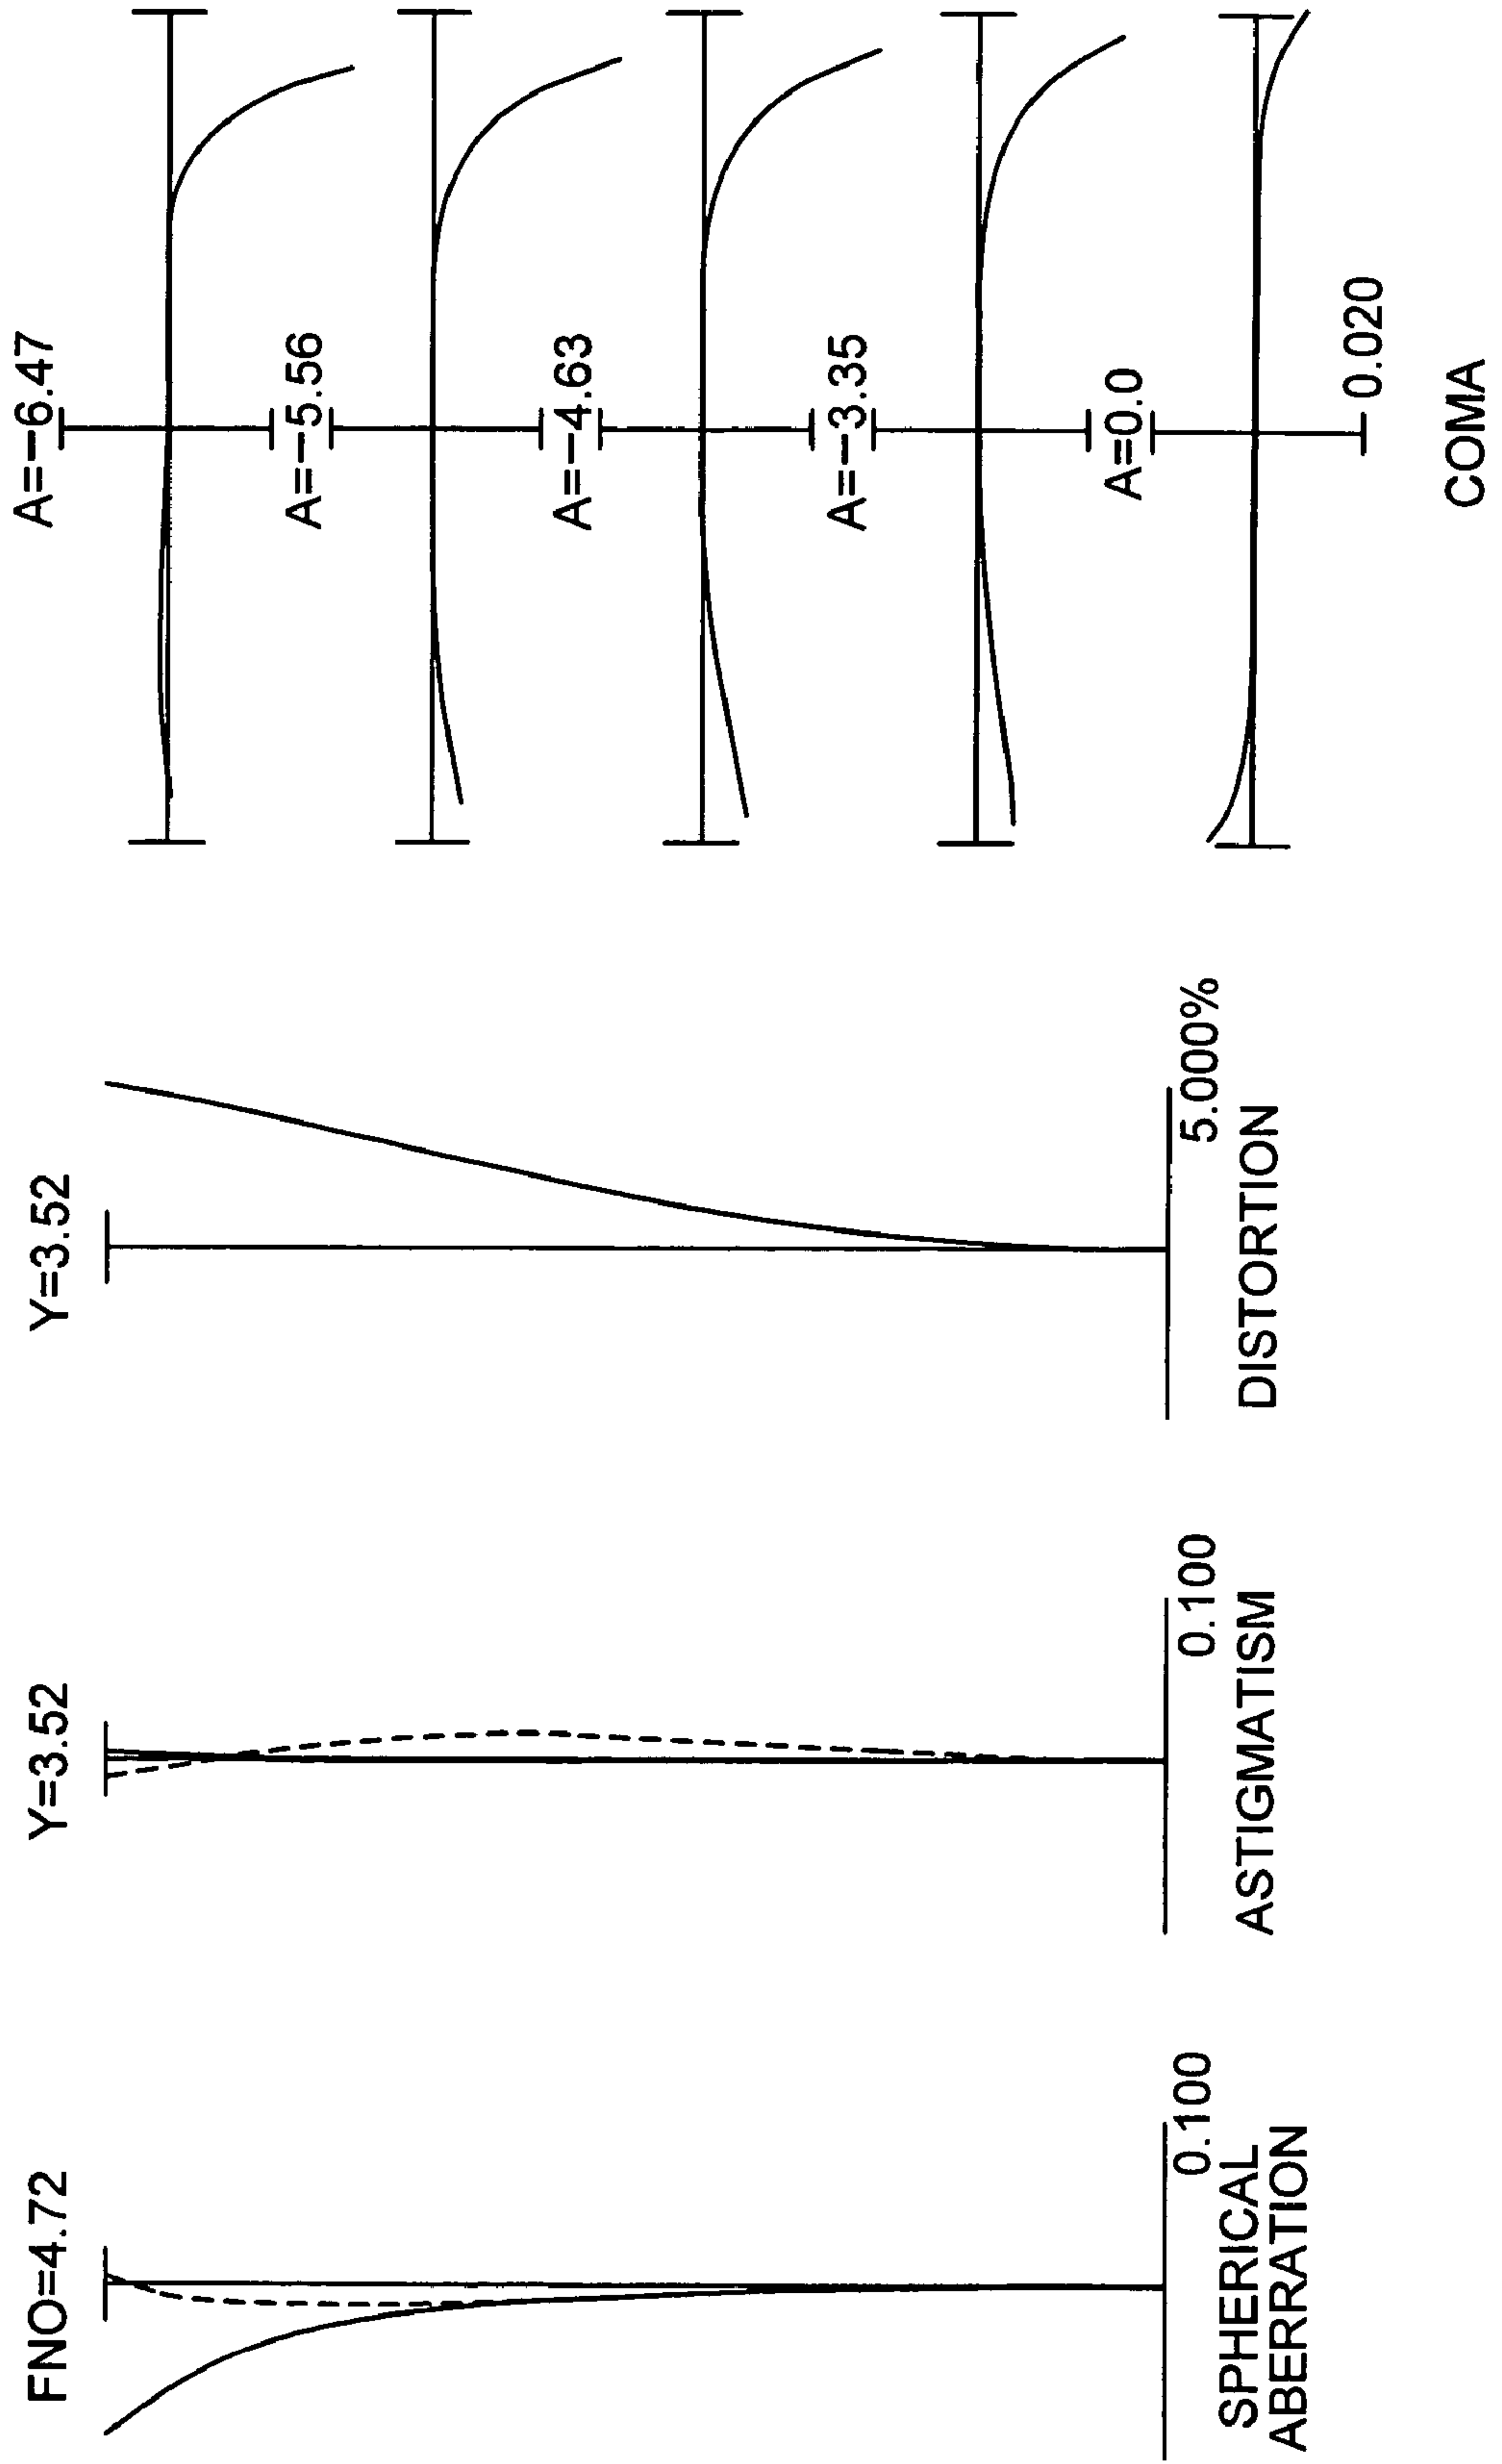 FNO=4.72
0.100
SPHERICAL
ABERRATION
Y=3.52
0.100
ASTIGMATISM
Y=3.52
5.000%
DISTORTION
A=-6.47
A=-5.56
A=-4.63
A=-3.35
A=0.0
0.020
COMA